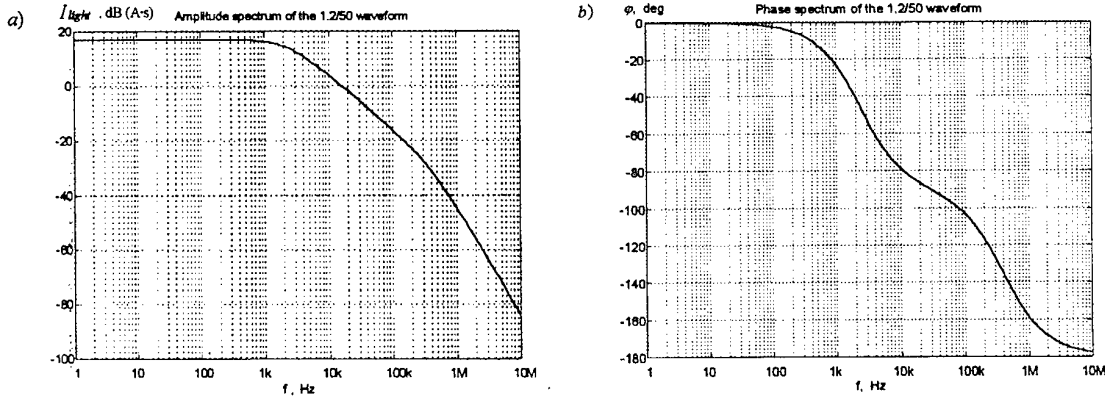 a)
I light , dB (A·s)
Amplitude spectrum of the 1.2/50 waveform
20
0
-20
-40
-60
-80
-100
1 10 100 1k 10k 100k 1M 10M
f , Hz
b)
φ, deg
Phase spectrum of the 1.2/50 waveform
0
-20
-40
-60
-80
-100
-120
-140
-160
-180
1 10 100 1k 10k 100k 1M 10M
f, Hz